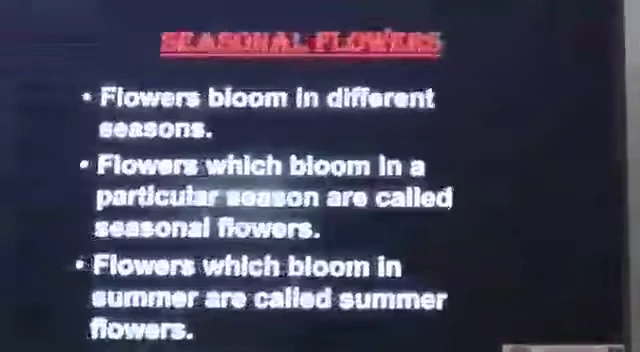 SEASONAL FLOWERS
• Flowers bloom in different
seasons.
• Flowers which bloom in a
particular season are called
seasonal flowers.
• Flowers which bloom in
summer are called summer
flowers.